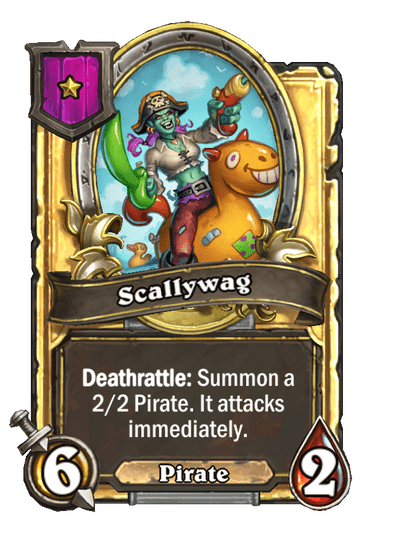 Scallywag
Deathrattle: Summon a
2/2 Pirate. It attacks
immediately.
6
Pirate
2